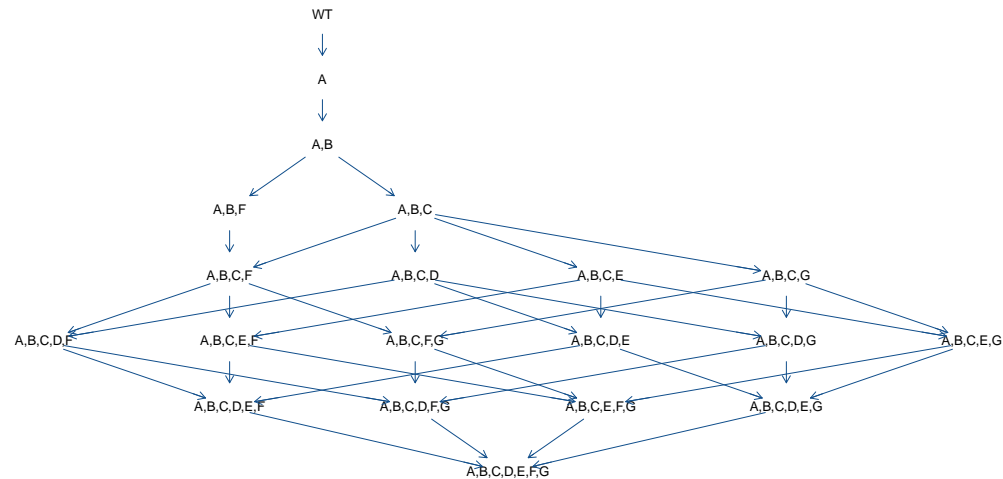 WT
A
A,B
A,B,F
A,B,C
A,B,C,F
A,B,C,D
A,B,C,E
A,B,C,G
A,B,C,D,F
A,B,C,E,F
A,B,C,F,G
A,B,C,D,E
A,B,C,D,G
A,B,C,E,G
A,B,C,D,E,F
A,B,C,D,F,G
A,B,C,E,F,G
A,B,C,D,E,G
A,B,C,D,E,F,G